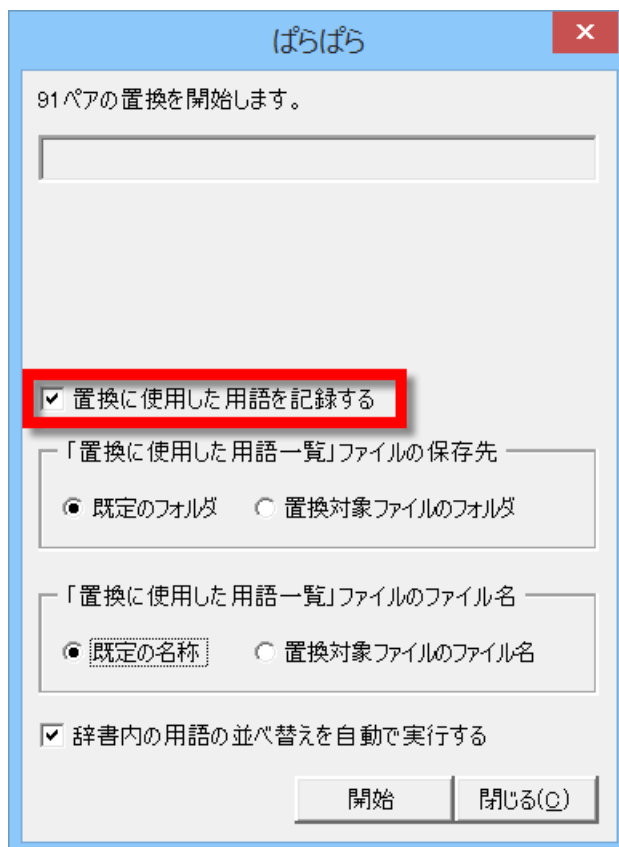 ぱらぱら
91ペアの置換を開始します。
置換に使用した用語を記録する
「置換に使用した用語一覧」ファイルの保存先
既定のフォルダ 置換対象ファイルのフォルダ
「置換に使用した用語一覧」ファイルのファイル名
既定の名称 置換対象ファイルのファイル名
辞書内の用語の並べ替えを自動で実行する
開始 閉じる(C)